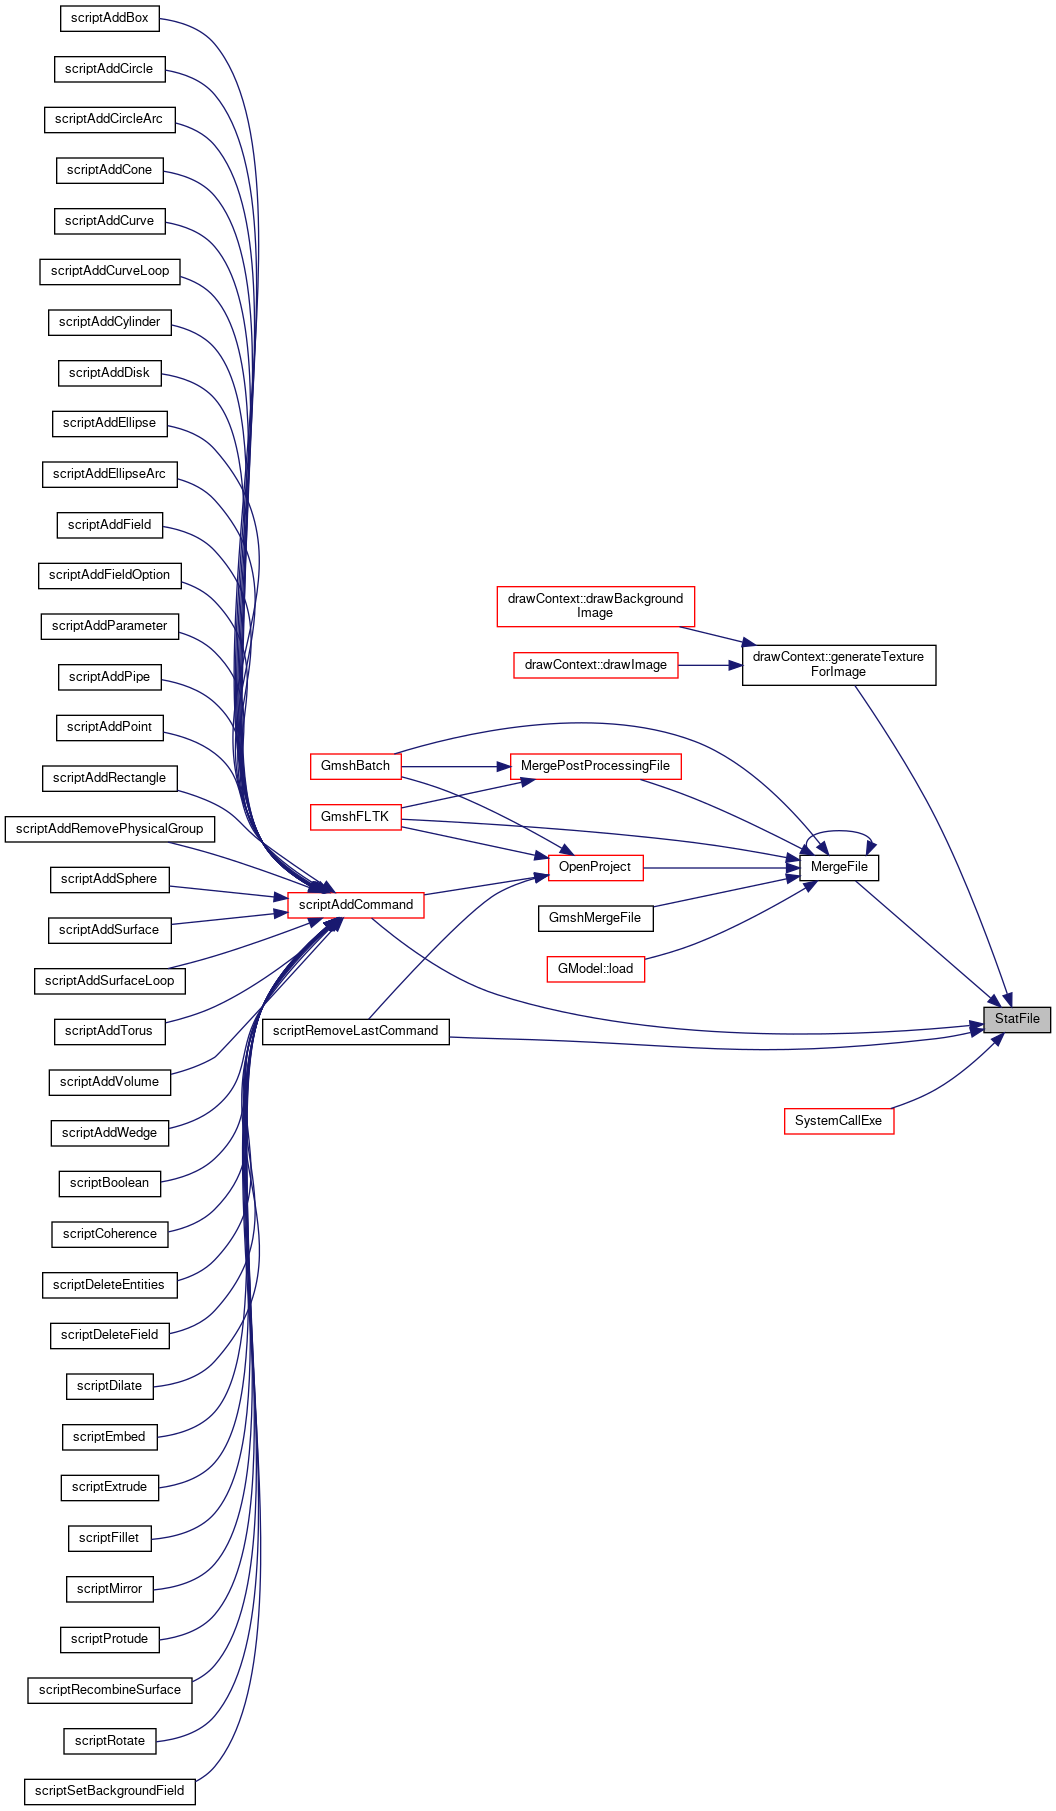 scriptAddBox
scriptAddCircle
scriptAddCircleArc
scriptAddCone
scriptAddCurve
scriptAddCurveLoop
scriptAddCylinder
scriptAddDisk
scriptAddEllipse
scriptAddEllipseArc
scriptAddField
scriptAddFieldOption
scriptAddParameter
scriptAddPipe
scriptAddPoint
scriptAddRectangle
scriptAddRemovePhysicalGroup
scriptAddSphere
scriptAddSurface
scriptAddSurfaceLoop
scriptAddTorus
scriptAddVolume
scriptAddWedge
scriptBoolean
scriptCoherence
scriptDeleteEntities
scriptDeleteField
scriptDilate
scriptEmbed
scriptExtrude
scriptFillet
scriptMirror
scriptProtude
scriptRecombineSurface
scriptRotate
scriptSetBackgroundField
scriptAddCommand
scriptRemoveLastCommand
GmshBatch
GmshFLTK
drawContext::drawBackground
Image
drawContext::drawImage
MergePostProcessingFile
OpenProject
GmshMergeFile
GModel::load
drawContext::generateTexture
ForImage
MergeFile
SystemCallExe
StatFile